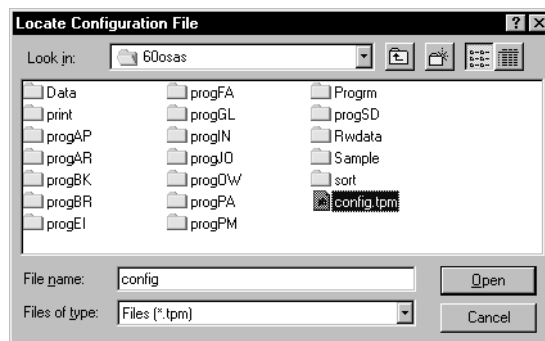 Locate Configuration File
Look in: 60osas
Data progFA Progrm
print progGL progSD
progAP progIN Rwdata
progAR progJO Sample
progBK progOW sort
progBR progPA config.tpm
progEI progPM
File name: config Open
Files of type: Files (*.tpm) Cancel